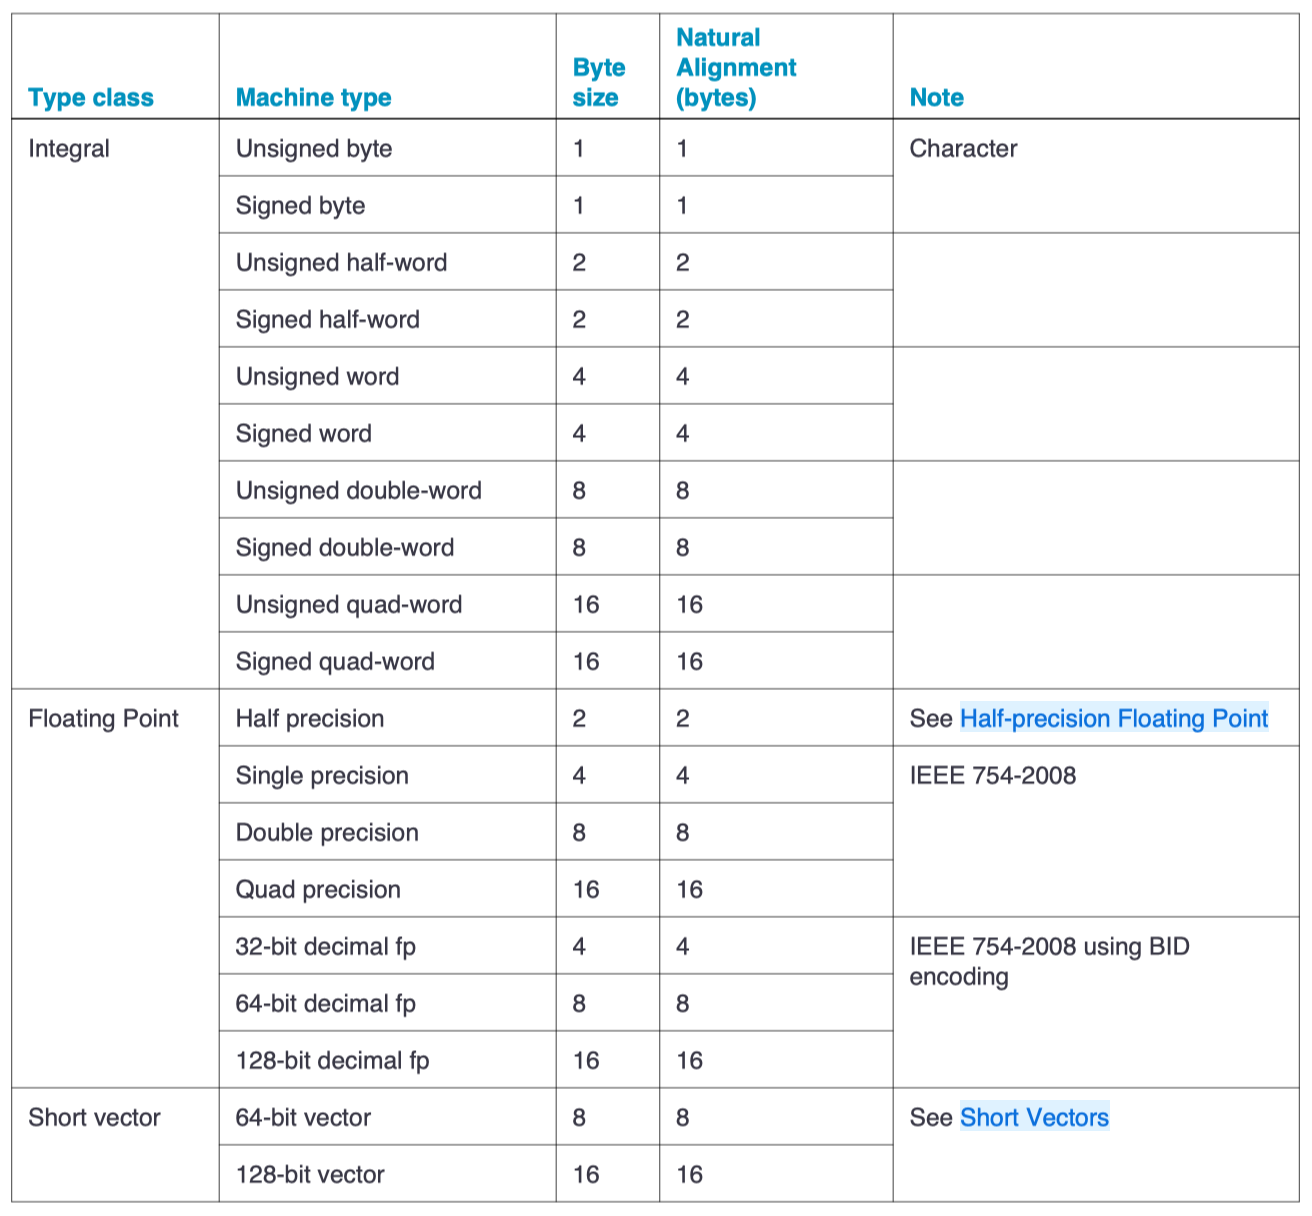 Type class Machine type Byte size Natural Alignment (bytes) Note
Integral Unsigned byte 1 1 Character
Signed byte 1 1
Unsigned half-word 2 2
Signed half-word 2 2
Unsigned word 4 4
Signed word 4 4
Unsigned double-word 8 8
Signed double-word 8 8
Unsigned quad-word 16 16
Signed quad-word 16 16
Floating Point Half precision 2 2 See Half-precision Floating Point
Single precision 4 4 IEEE 754-2008
Double precision 8 8
Quad precision 16 16
32-bit decimal fp 4 4 IEEE 754-2008 using BID
encoding
64-bit decimal fp 8 8
128-bit decimal fp 16 16
Short vector 64-bit vector 8 8 See Short Vectors
128-bit vector 16 16